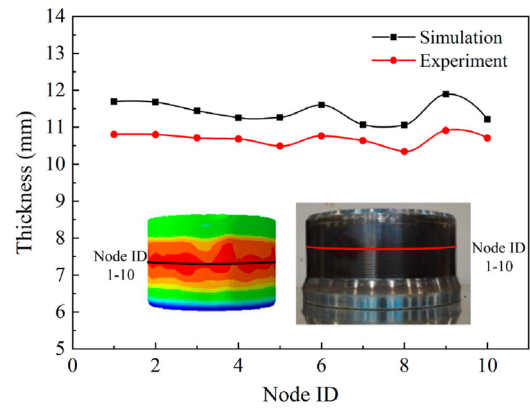 14
13
12
11
10
9
8
7
6
5
Thickness (mm)
Simulation
Experiment
Node ID
1-10
Node ID
1-10
0 2 4 6 8 10
Node ID